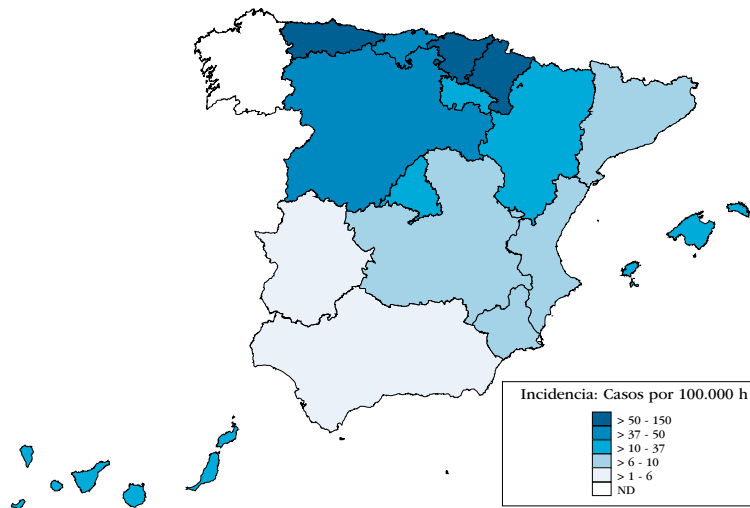 Incidencia: Casos por 100.000 h
> 50 - 150
> 37 - 50
> 10 - 37
> 6 - 10
> 1 - 6
ND